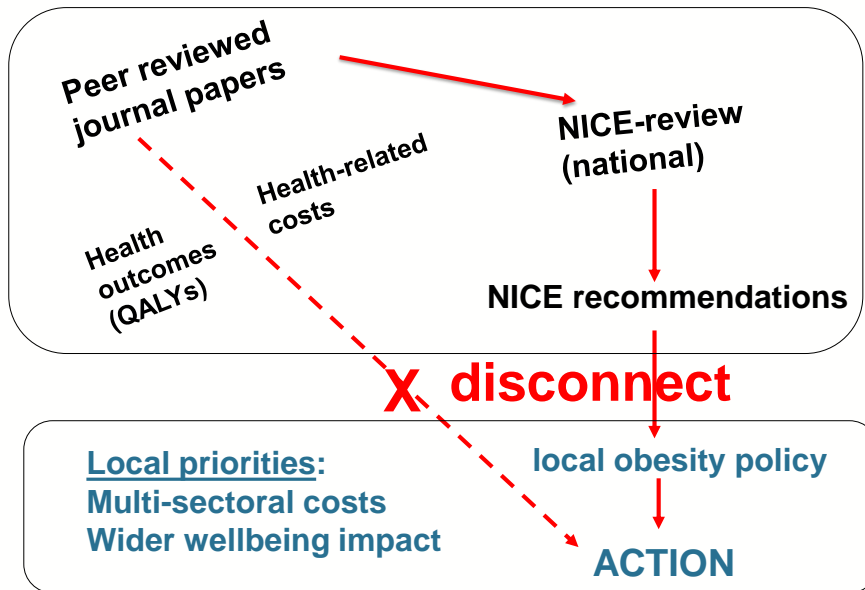 Peer reviewed
journal papers
NICE-review
(national)
Health-related
costs
Health
outcomes
(QALYs)
NICE recommendations
X disconnect
Local priorities:
Multi-sectoral costs
Wider wellbeing impact
local obesity policy
ACTION